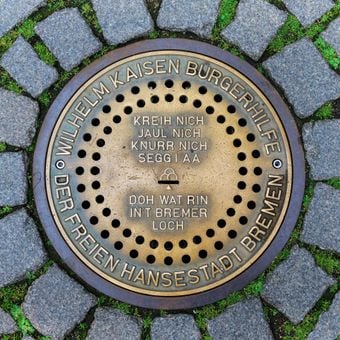 WILHELM KAISEN BÜRGERHILFE
KREIH NICH
JAUL NICH
KNURR NICH
SEGG I AA
DOH WAT RIN
IN T BREMER
LOCH
DER FREIEN HANSESTADT BREMEN